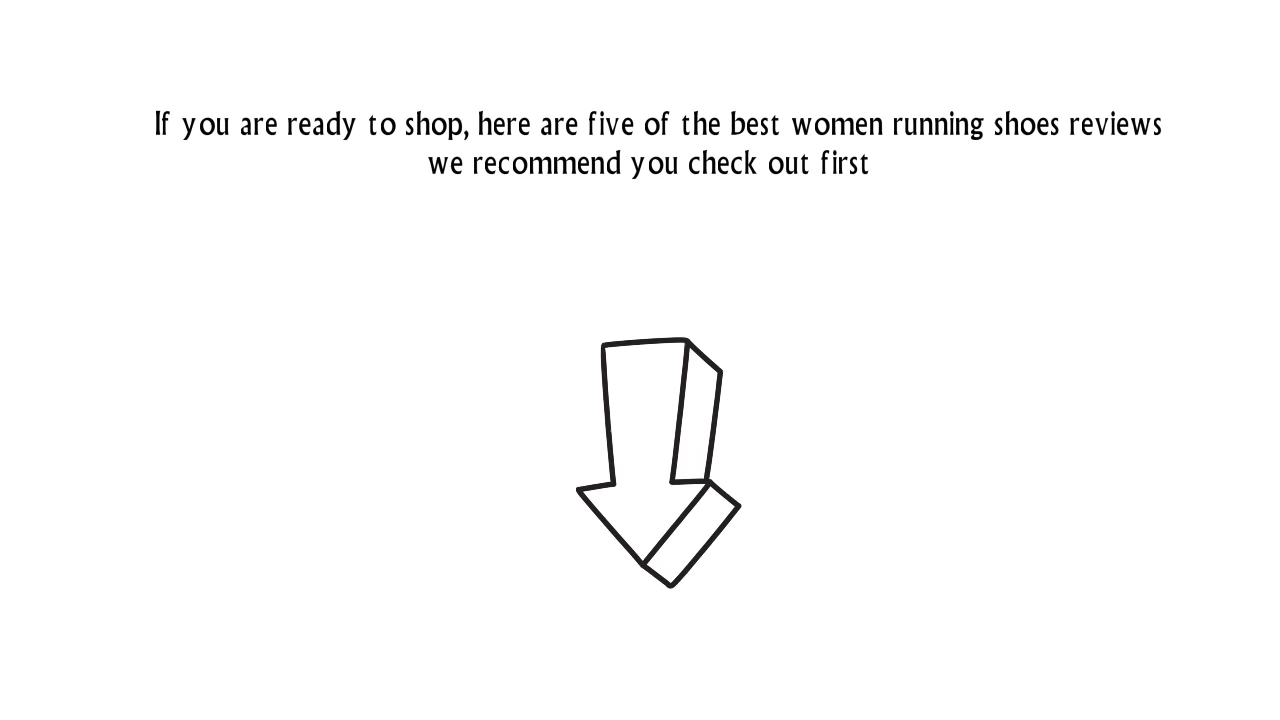 If you are ready to shop, here are five of the best women running shoes reviews
we recommend you check out first